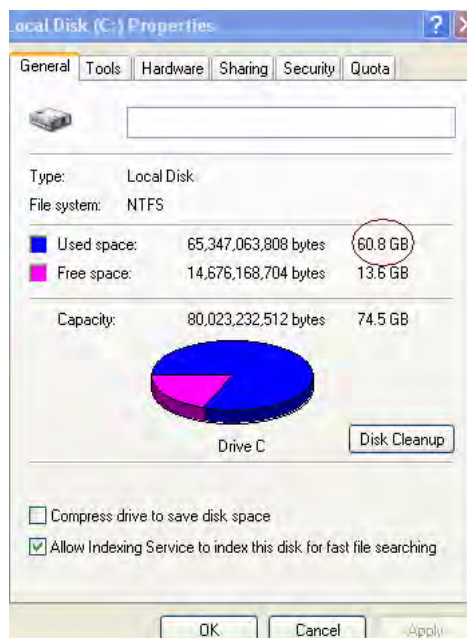 ocal Disk (C:) Properties
General Tools Hardware Sharing Security Quota
Type: Local Disk
File system: NTFS
Used space: 65,347,063,808 bytes 60.8 GB
Free space: 14,676,168,704 bytes 13.6 GB
Capacity: 80,023,232,512 bytes 74.5 GB
Drive C
Disk Cleanup
Compress drive to save disk space
Allow Indexing Service to index this disk for fast file searching
OK Cancel Apply